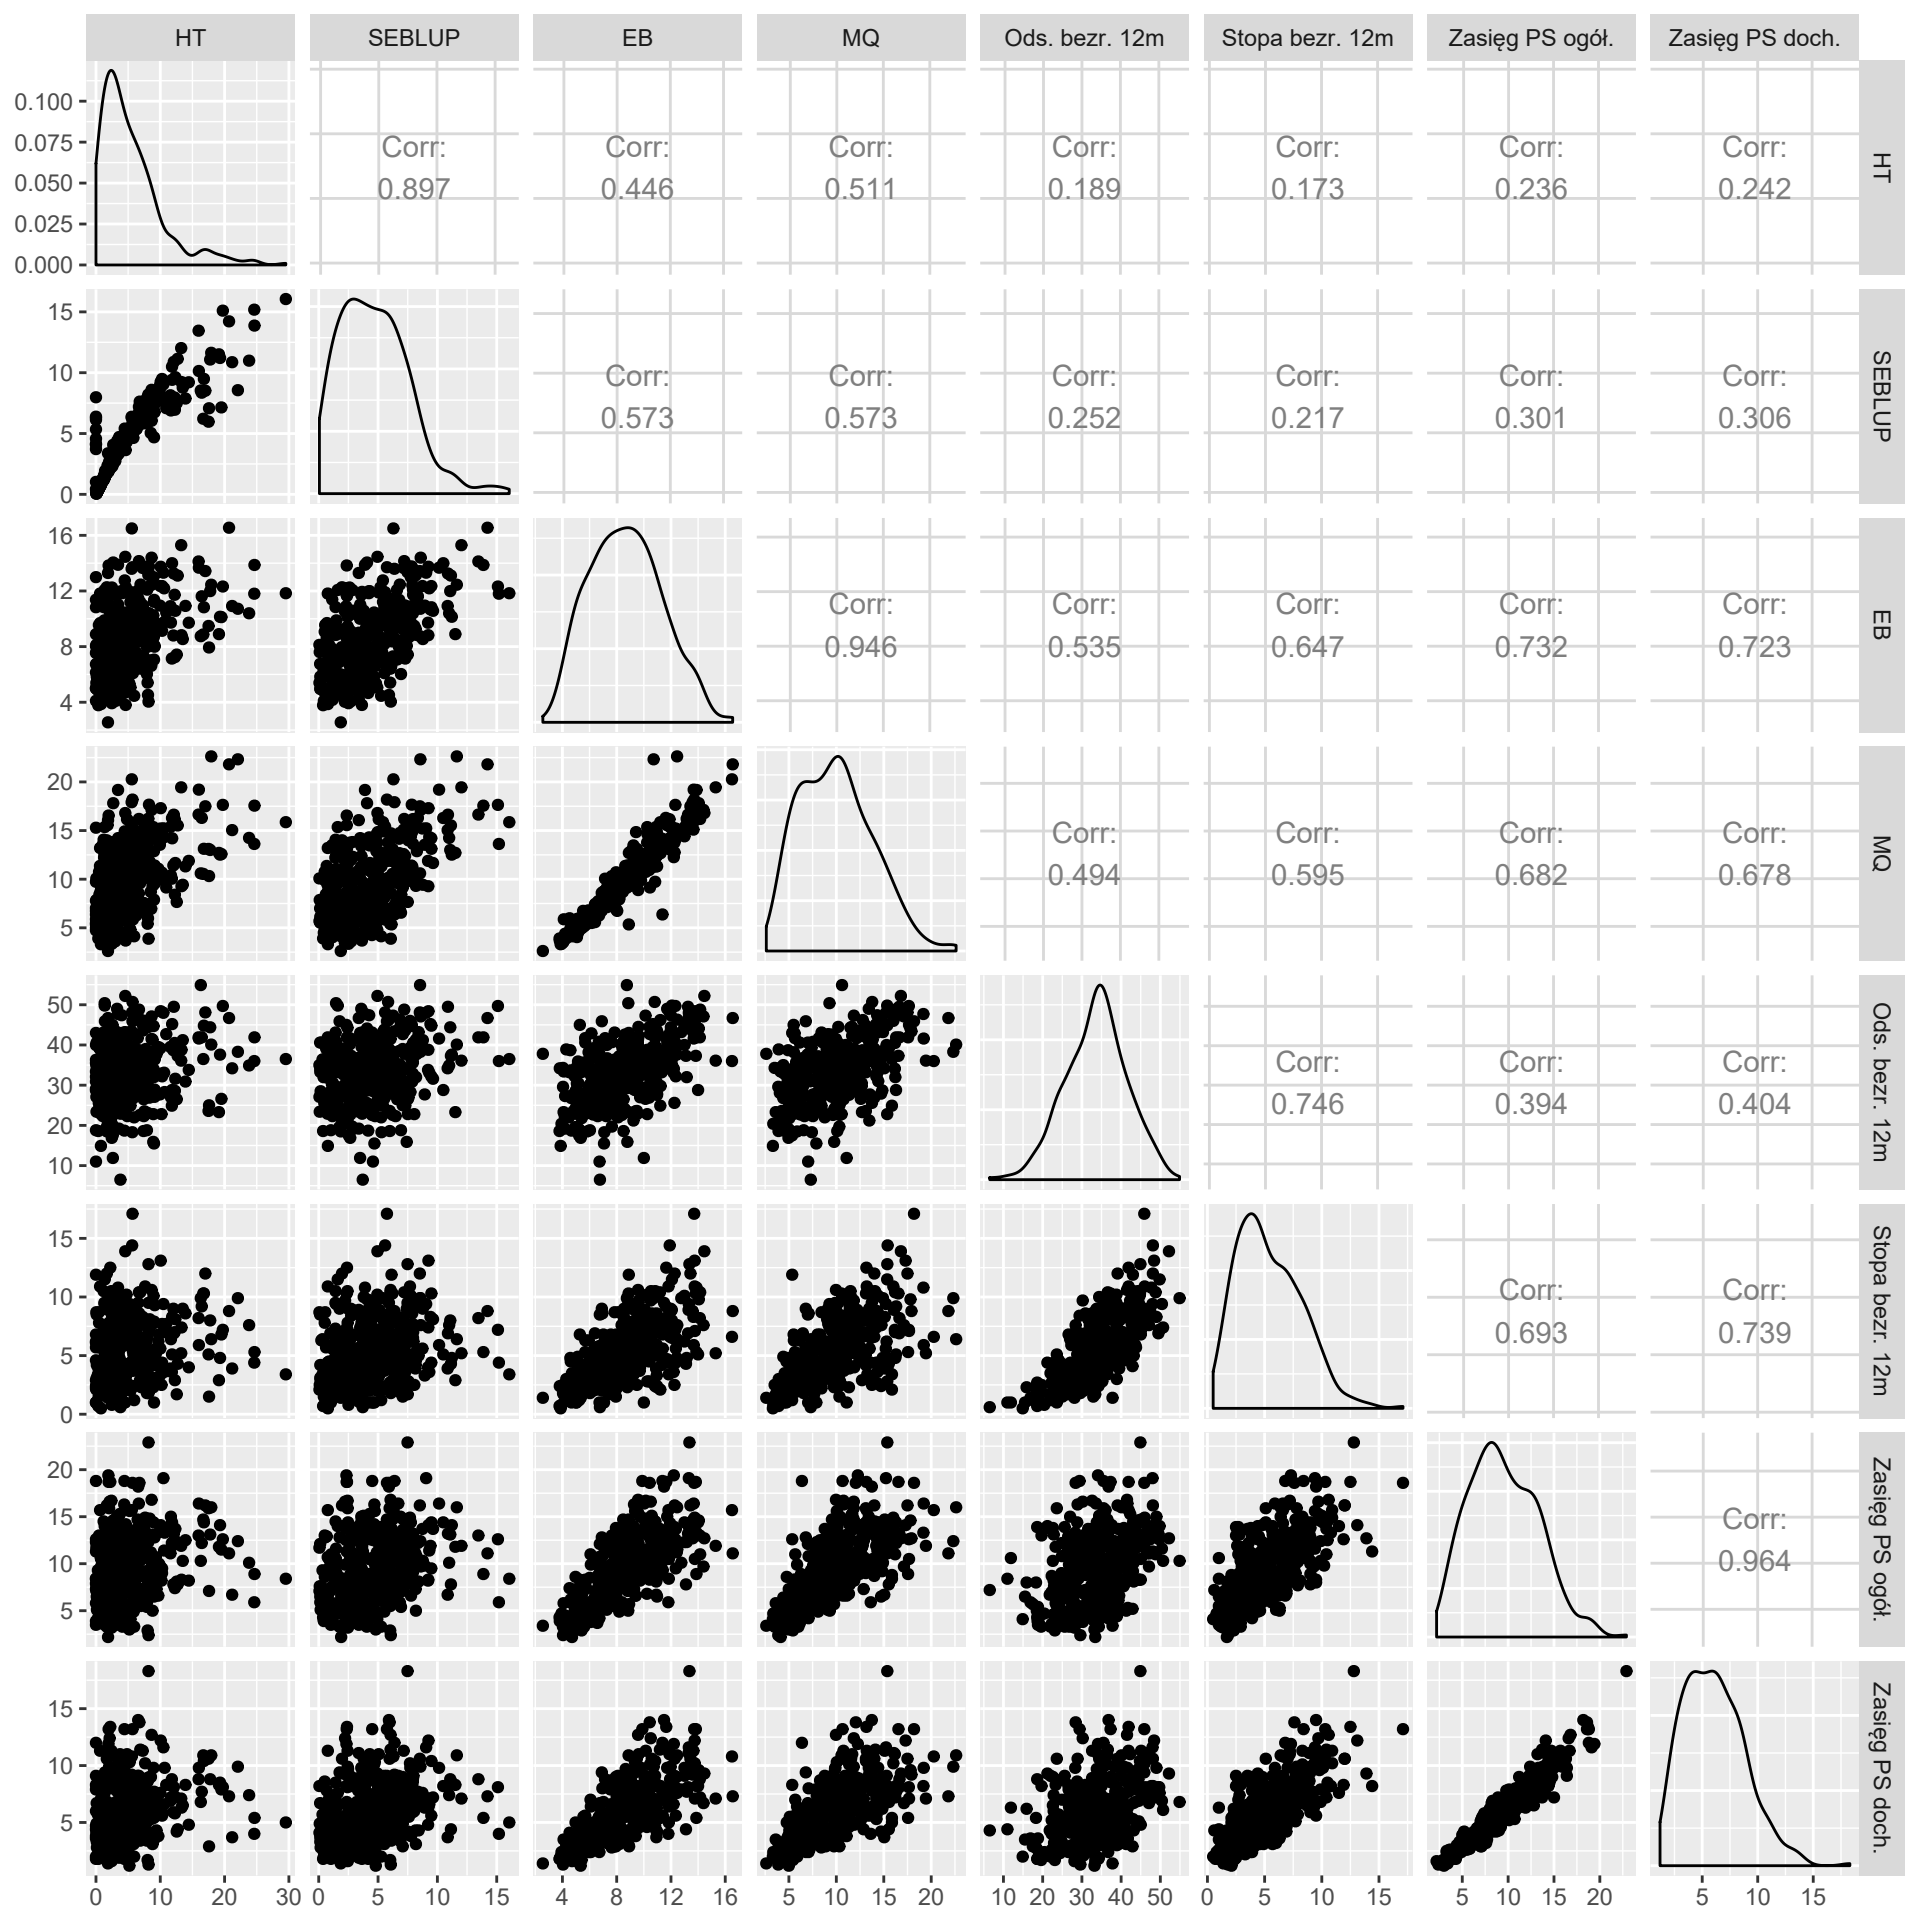 HT SEBLUP EB MQ Ods. bezr. 12m Stopa bezr. 12m Zasięg PS ogół. Zasięg PS doch.
0.100
0.075
0.050
0.025
0.000
Corr: Corr: Corr: Corr: Corr: Corr: Corr:
0.897 0.446 0.511 0.189 0.173 0.236 0.242
HT
15
10
5
0
Corr: Corr: Corr: Corr: Corr: Corr:
0.573 0.573 0.252 0.217 0.301 0.306
SEBLUP
16
12
8
4
Corr: Corr: Corr: Corr: Corr:
0.946 0.535 0.647 0.732 0.723
EB
20
15
10
5
Corr: Corr: Corr: Corr:
0.494 0.595 0.682 0.678
MQ
50
40
30
20
10
Corr: Corr: Corr:
0.746 0.394 0.404
Ods. bezr. 12m
15
10
5
0
Corr: Corr:
0.693 0.739
Stopa bezr. 12m
20
15
10
5
Corr:
0.964
Zasięg PS ogół.
15
10
5
Zasięg PS doch.
0 10 20 30 0 5 10 15 4 8 12 16 5 10 15 20 10 20 30 40 50 0 5 10 15 5 10 15 20 5 10 15